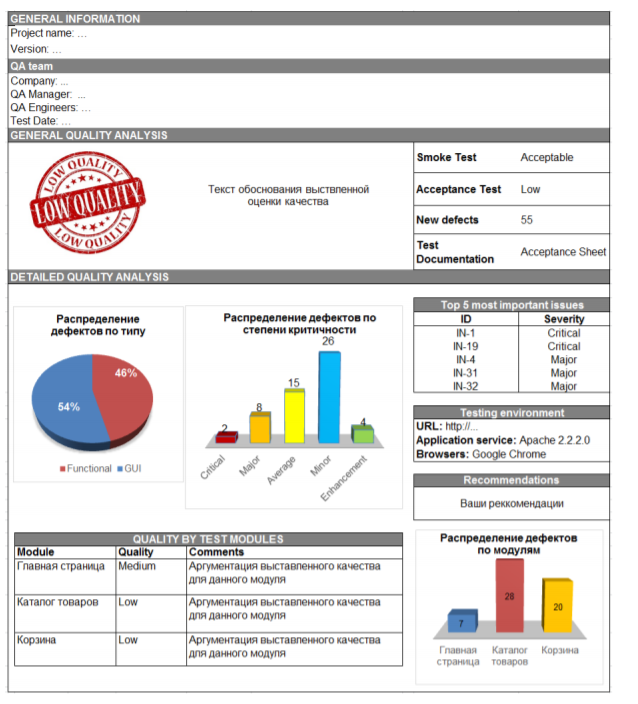 GENERAL INFORMATION
Project name: ...
Version: ...
QA team
Company: ...
QA Manager: ...
QA Engineers: ...
Test Date: ...
GENERAL QUALITY ANALYSIS
LOW QUALITY
LOW QUALITY
LOW QUALITY
Текст обоснования выствленной
оценки качества
Smoke Test Acceptable
Acceptance Test Low
New defects 55
Test
Documentation Acceptance Sheet
DETAILED QUALITY ANALYSIS
Распределение
дефектов по типу
46%
54%
Functional GUI
Распределение дефектов по
степени критичности
26
15
8
4
2
Critical Major Average Minor Enhancement
Top 5 most important issues
ID Severity
IN-1 Critical
IN-19 Critical
IN-4 Major
IN-31 Major
IN-32 Major
Testing environment
URL: http://...
Application service: Apache 2.2.2.0
Browsers: Google Chrome
Recommendations
Ваши реккомендации
QUALITY BY TEST MODULES
Module Quality Comments
Главная страница Medium Аргументация выставленного качества
для данного модуля
Каталог товаров Low Аргументация выставленного качества
для данного модуля
Корзина Low Аргументация выставленного качества
для данного модуля
Распределение дефектов
по модулям
28
20
7
Главная Каталог Корзина
страница товаров